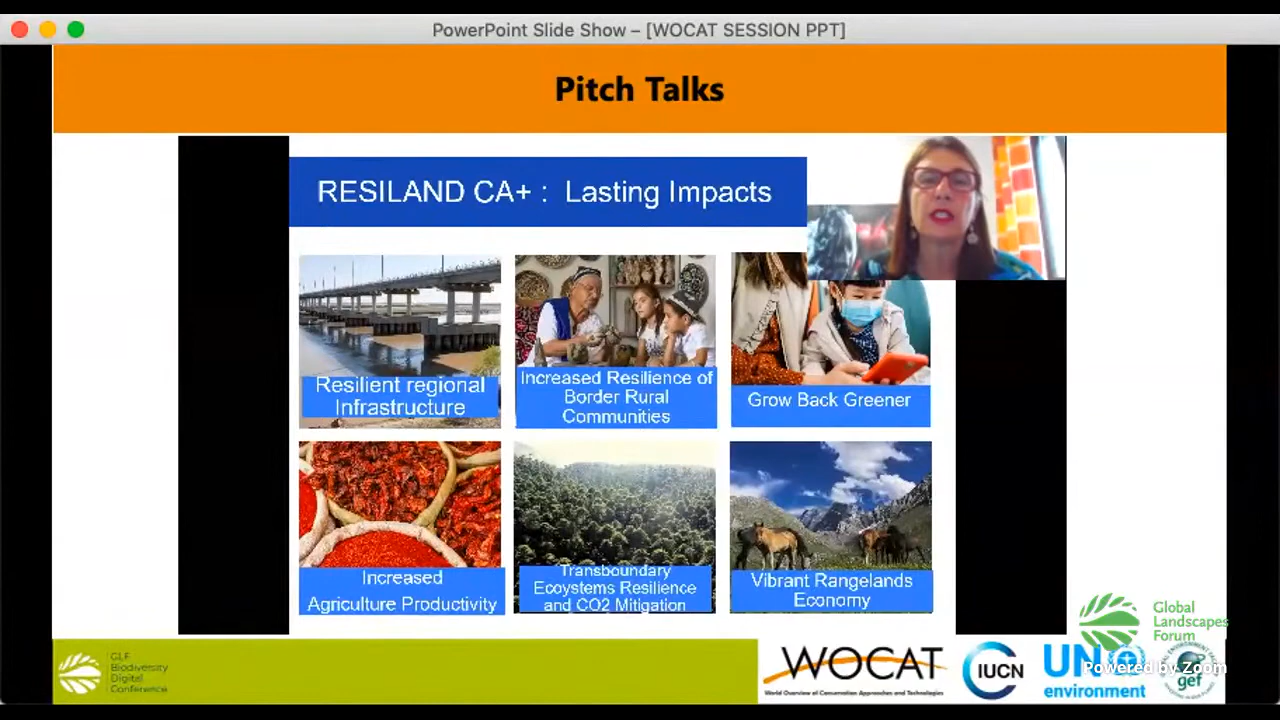 PowerPoint Slide Show – [WOCAT SESSION PPT]
Pitch Talks
RESILAND CA+ : Lasting Impacts
Resilient regional
Infrastructure
Increased Resilience of
Border Rural
Communities
Grow Back Greener
Increased
Agriculture Productivity
Transboundary
Ecoystems Resilience
and CO2 Mitigation
Vibrant Rangelands
Economy
Global
Landscapes
Forum
GLF
Biodiversity
Digital
Conference
WOCAT
World Overview of Conservation Approaches and Technologies
IUCN
UN
environment
gef
Powered by Zoom